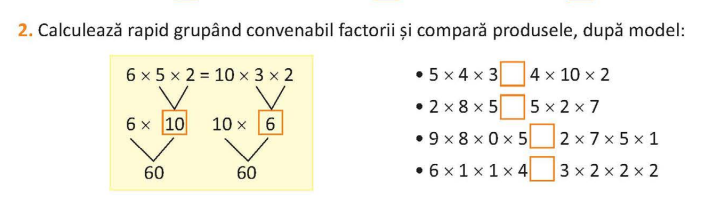 2. Calculează rapid grupând convenabil factorii și compară produsele, după model:
6 × 5 × 2 = 10 × 3 × 2
6 × 10 10 × 6
60 60
• 5 × 4 × 3 □ 4 × 10 × 2
• 2 × 8 × 5 □ 5 × 2 × 7
• 9 × 8 × 0 × 5 □ 2 × 7 × 5 × 1
• 6 × 1 × 1 × 4 □ 3 × 2 × 2 × 2